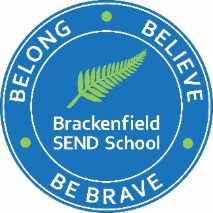 BELONG
BELIEVE
Brackenfield
SEND School
BE BRAVE